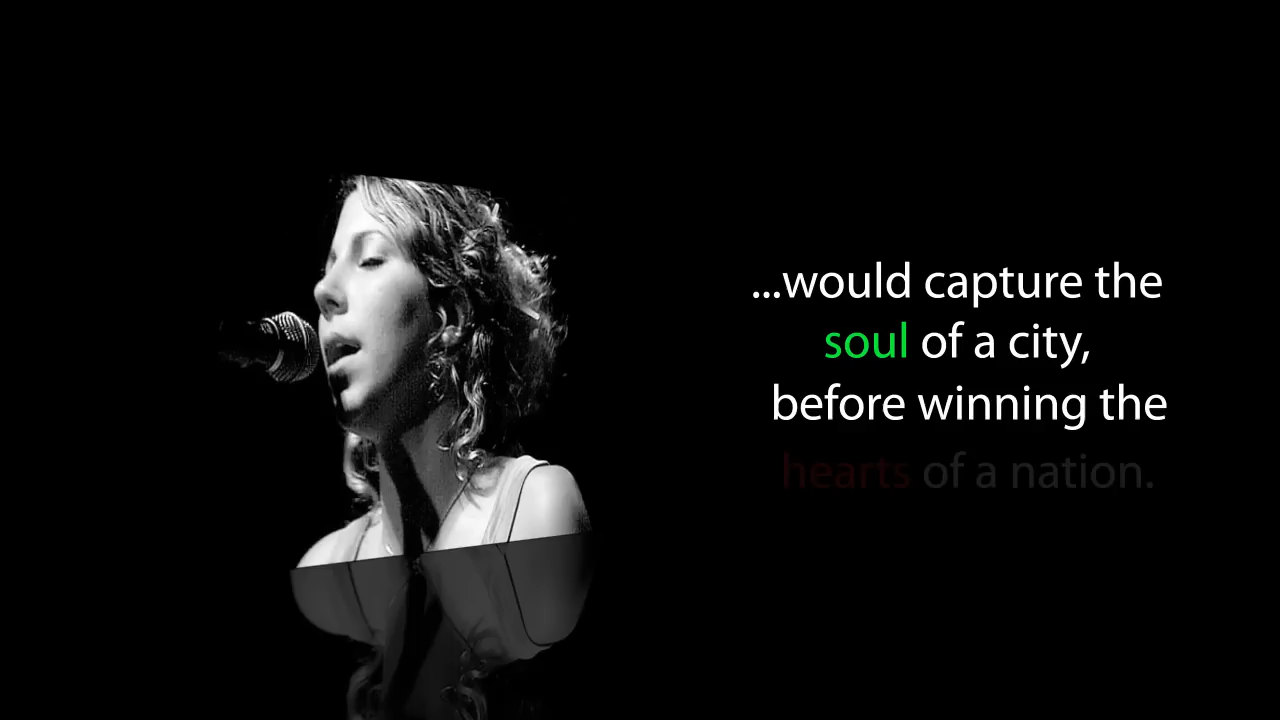 ...would capture the
soul of a city,
before winning the
hearts of a nation.